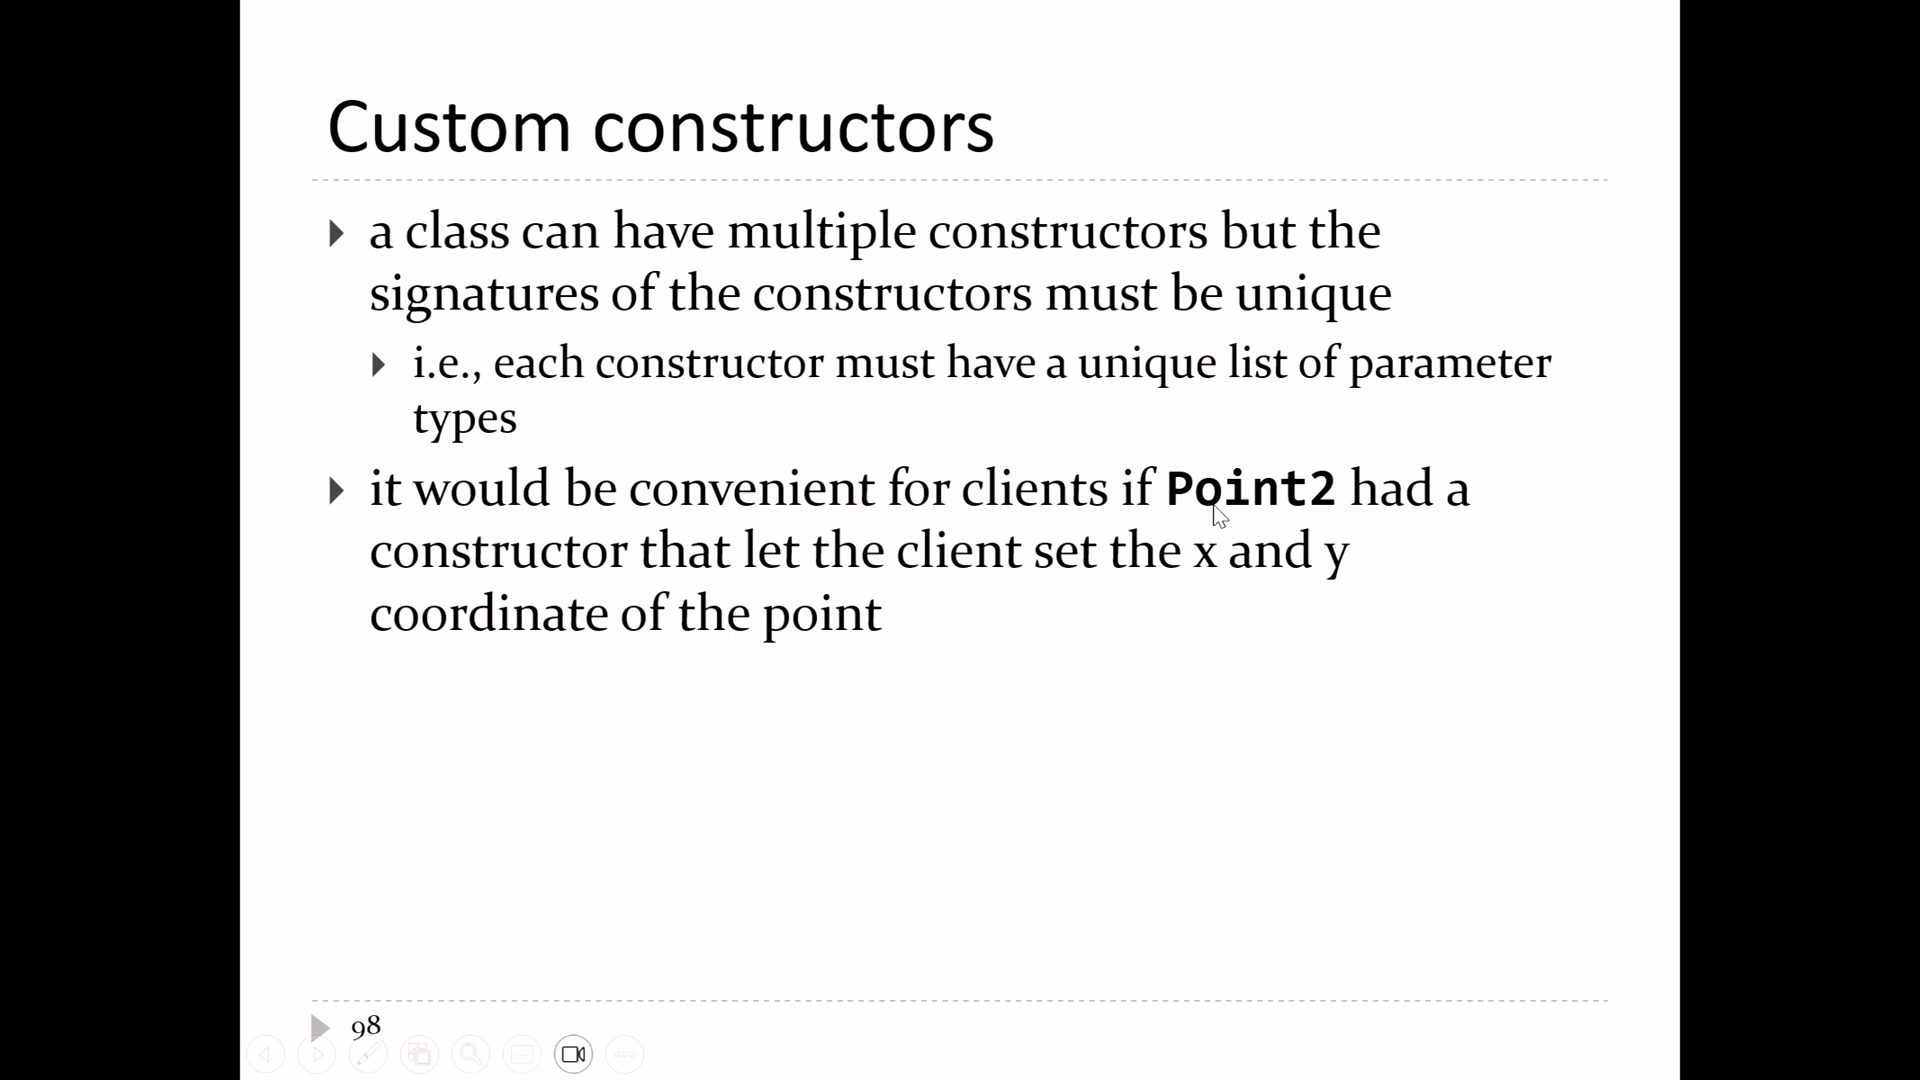 Custom constructors
a class can have multiple constructors but the
signatures of the constructors must be unique
i.e., each constructor must have a unique list of parameter
types
it would be convenient for clients if Point2 had a
constructor that let the client set the x and y
coordinate of the point
98